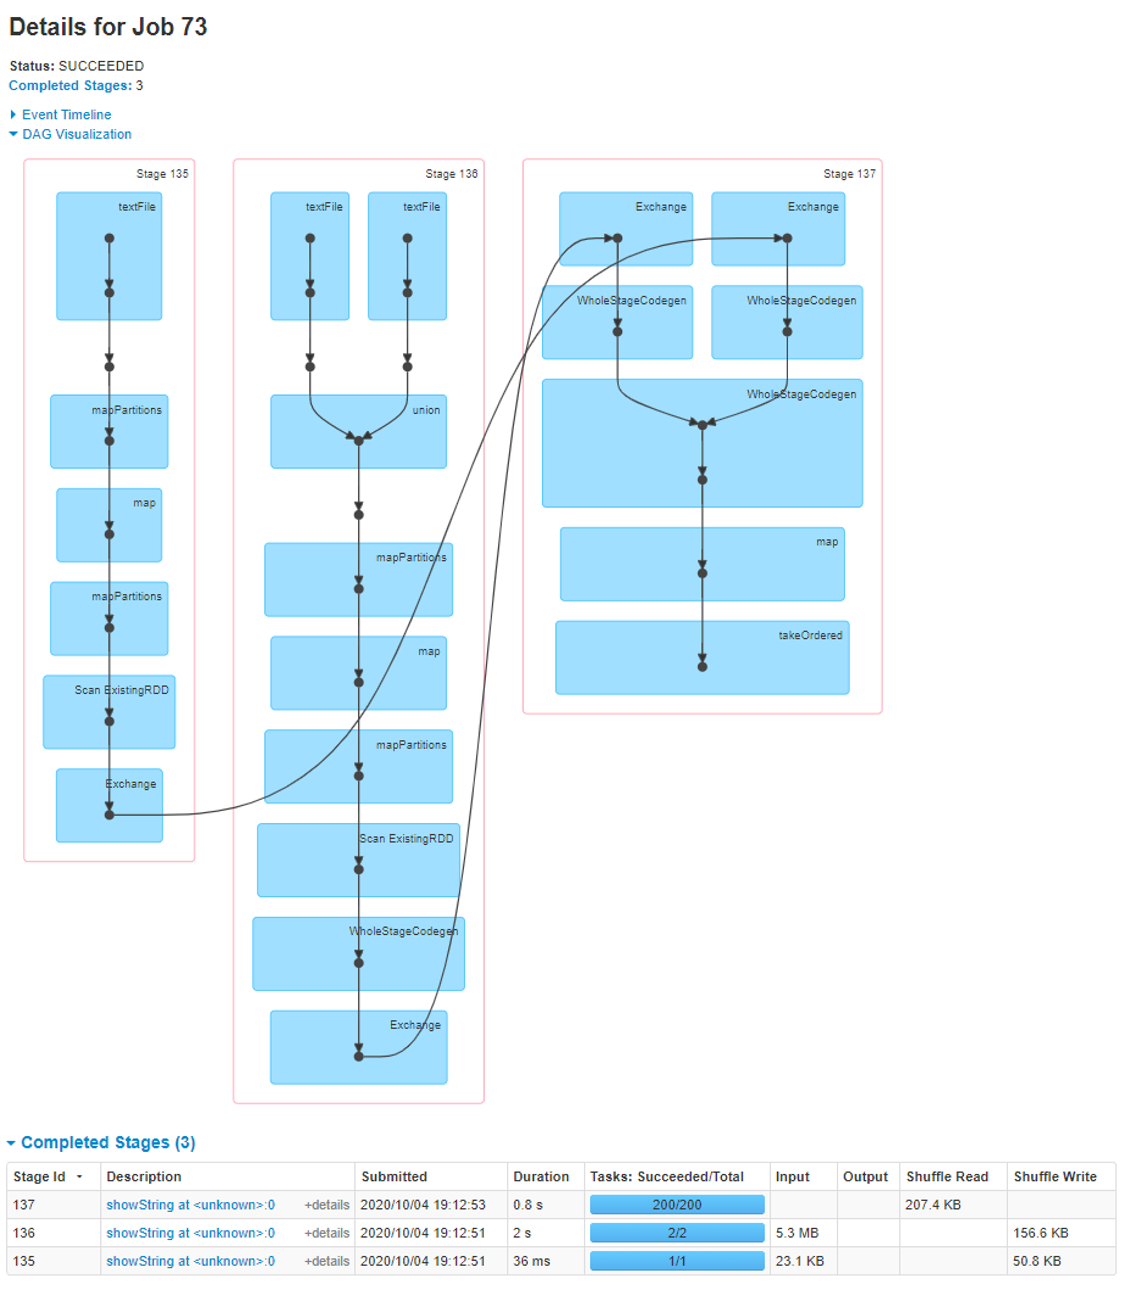 Details for Job 73
Status: SUCCEEDED
Completed Stages: 3
Event Timeline
DAG Visualization
Stage 135
textFile
mapPartitions
map
mapPartitions
Scan ExistingRDD
Exchange
Stage 136
textFile textFile
union
mapPartitions
map
mapPartitions
Scan ExistingRDD
WholeStageCodegen
Exchange
Stage 137
Exchange Exchange
WholeStageCodegen WholeStageCodegen
WholeStageCodegen
map
takeOrdered
Completed Stages (3)
Stage Id Description Submitted Duration Tasks: Succeeded/Total Input Output Shuffle Read Shuffle Write
137 showString at <unknown>:0 +details 2020/10/04 19:12:53 0.8 s 200/200 207.4 KB
136 showString at <unknown>:0 +details 2020/10/04 19:12:51 2 s 2/2 5.3 MB 156.6 KB
135 showString at <unknown>:0 +details 2020/10/04 19:12:51 36 ms 1/1 23.1 KB 50.8 KB